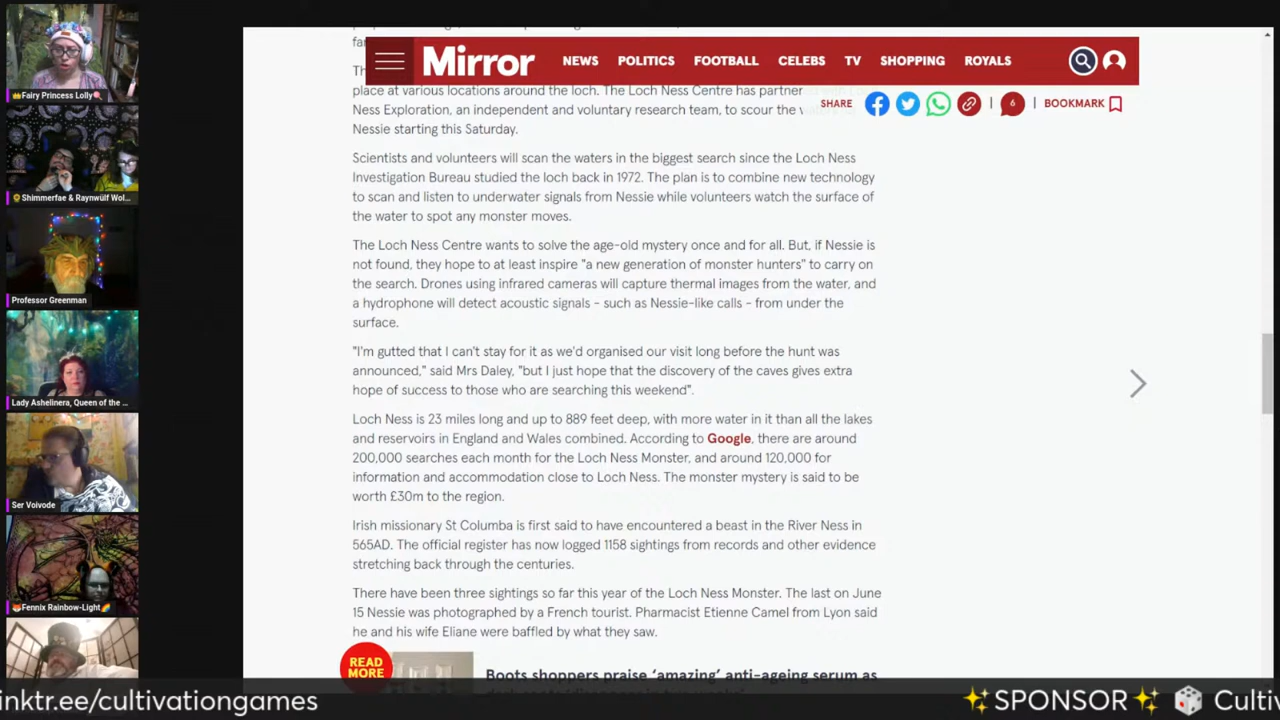 Mirror
NEWS POLITICS FOOTBALL CELEBS TV SHOPPING ROYALS
SHARE 6 BOOKMARK
place at various locations around the loch. The Loch Ness Centre has partner
Ness Exploration, an independent and voluntary research team, to scour the
Nessie starting this Saturday.
Scientists and volunteers will scan the waters in the biggest search since the Loch Ness
Investigation Bureau studied the loch back in 1972. The plan is to combine new technology
to scan and listen to underwater signals from Nessie while volunteers watch the surface of
the water to spot any monster moves.
The Loch Ness Centre wants to solve the age-old mystery once and for all. But, if Nessie is
not found, they hope to at least inspire "a new generation of monster hunters" to carry on
the search. Drones using infrared cameras will capture thermal images from the water, and
a hydrophone will detect acoustic signals - such as Nessie-like calls - from under the
surface.
"I'm gutted that I can't stay for it as we'd organised our visit long before the hunt was
announced," said Mrs Daley, "but I just hope that the discovery of the caves gives extra
hope of success to those who are searching this weekend".
Loch Ness is 23 miles long and up to 889 feet deep, with more water in it than all the lakes
and reservoirs in England and Wales combined. According to Google, there are around
200,000 searches each month for the Loch Ness Monster, and around 120,000 for
information and accommodation close to Loch Ness. The monster mystery is said to be
worth £30m to the region.
Irish missionary St Columba is first said to have encountered a beast in the River Ness in
565AD. The official register has now logged 1158 sightings from records and other evidence
stretching back through the centuries.
There have been three sightings so far this year of the Loch Ness Monster. The last on June
15 Nessie was photographed by a French tourist. Pharmacist Etienne Camel from Lyon said
he and his wife Eliane were baffled by what they saw.
READ
MORE
Boots shoppers praise 'amazing' anti-ageing serum as
Fairy Princess Lolly
Shimmerfae & Raynwülf Wol...
Professor Greenman
Lady Ashelinera, Queen of the ...
Ser Voivode
Fennix Rainbow-Light
inktr.ee/cultivationgames
SPONSOR Cultiv